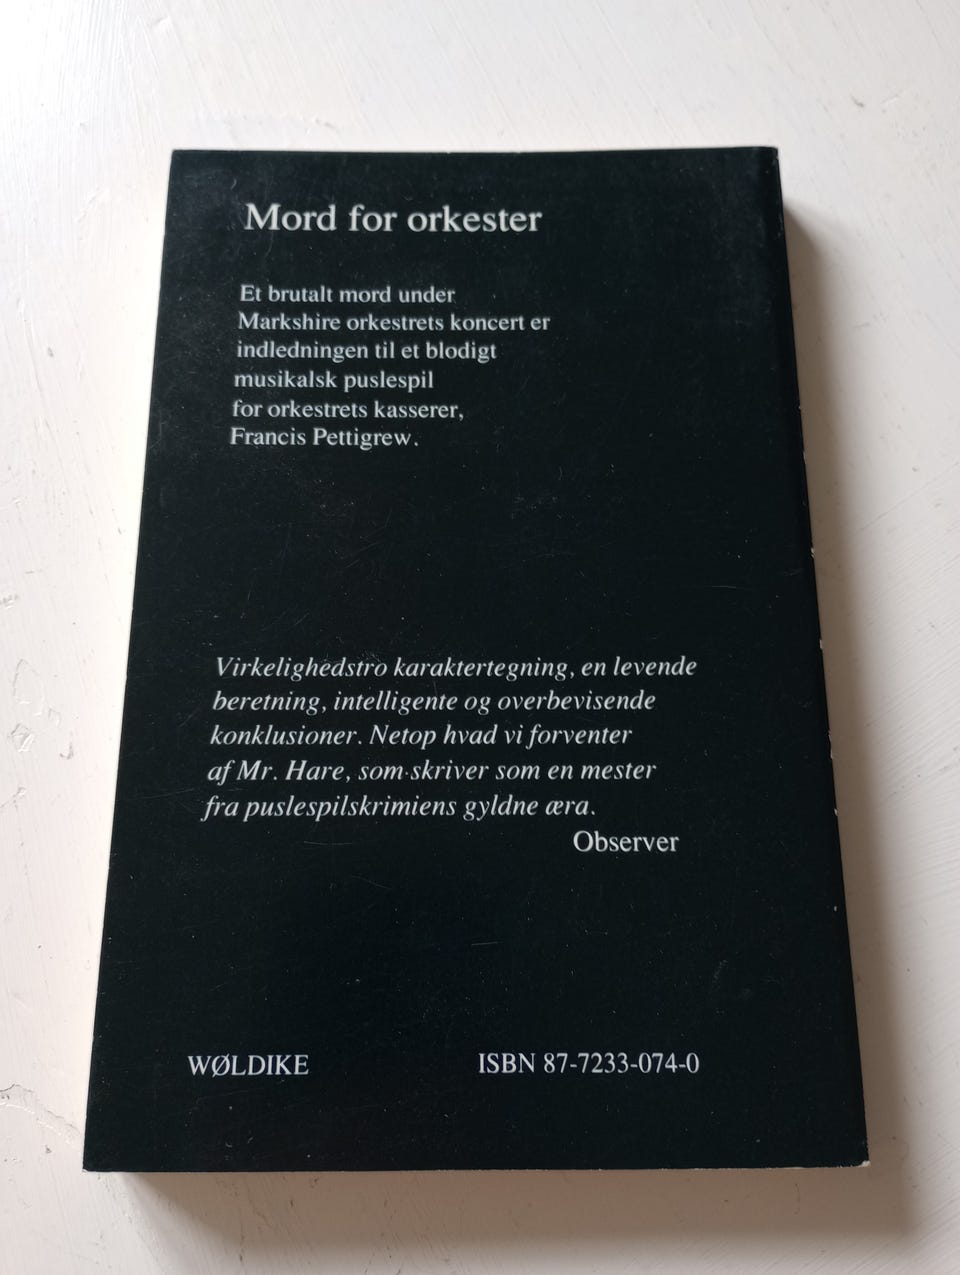 Mord for orkester
Et brutalt mord under
Markshire orkestrets koncert er
indledningen til et blodigt
musikalsk puslespil
for orkestrets kasserer,
Francis Pettigrew.
Virkelighedstro karaktertegning, en levende
beretning, intelligente og overbevisende
konklusioner. Netop hvad vi forventer
af Mr. Hare, som skriver som en mester
fra puslespilskrimiens gyldne æra.
Observer
WØLDIKE
ISBN 87-7233-074-0